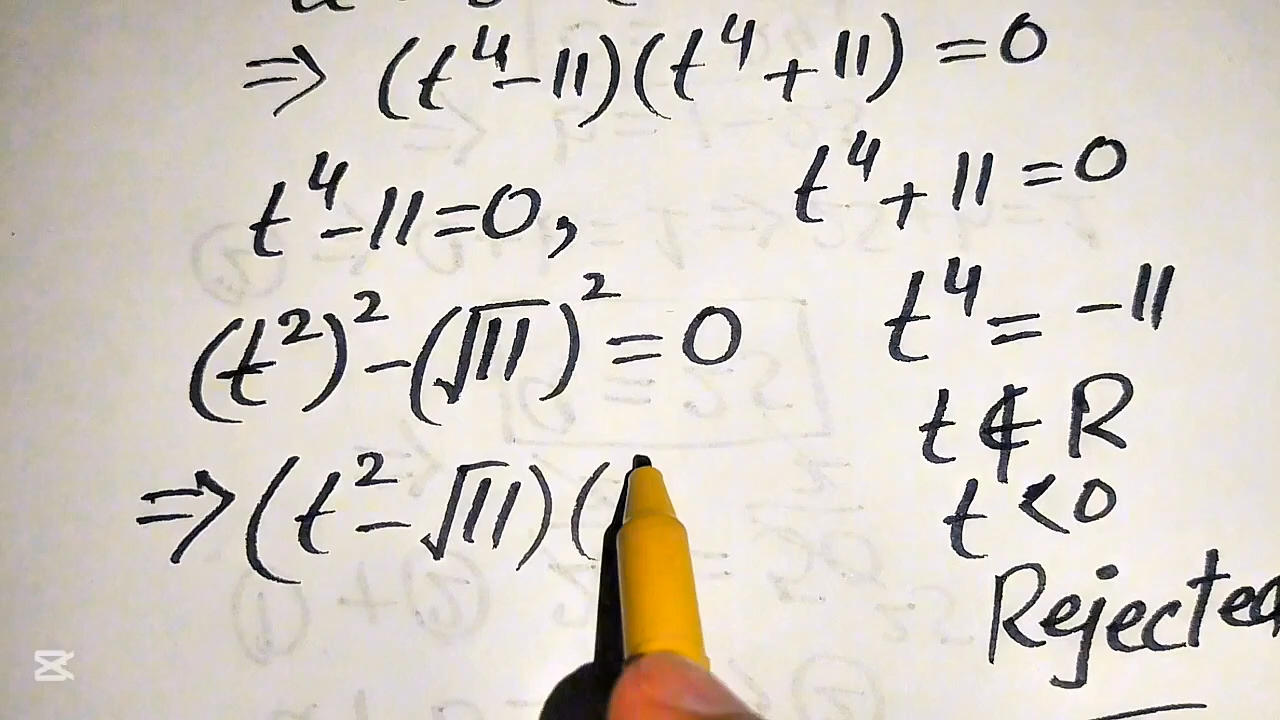 ⇒ (t⁴-11)(t⁴+11) = 0
t⁴-11=0, t⁴+11=0
(t²)²-(√11)²=0 t⁴=-11
t∉R
⇒(t²-√11)( t<0
Rejected